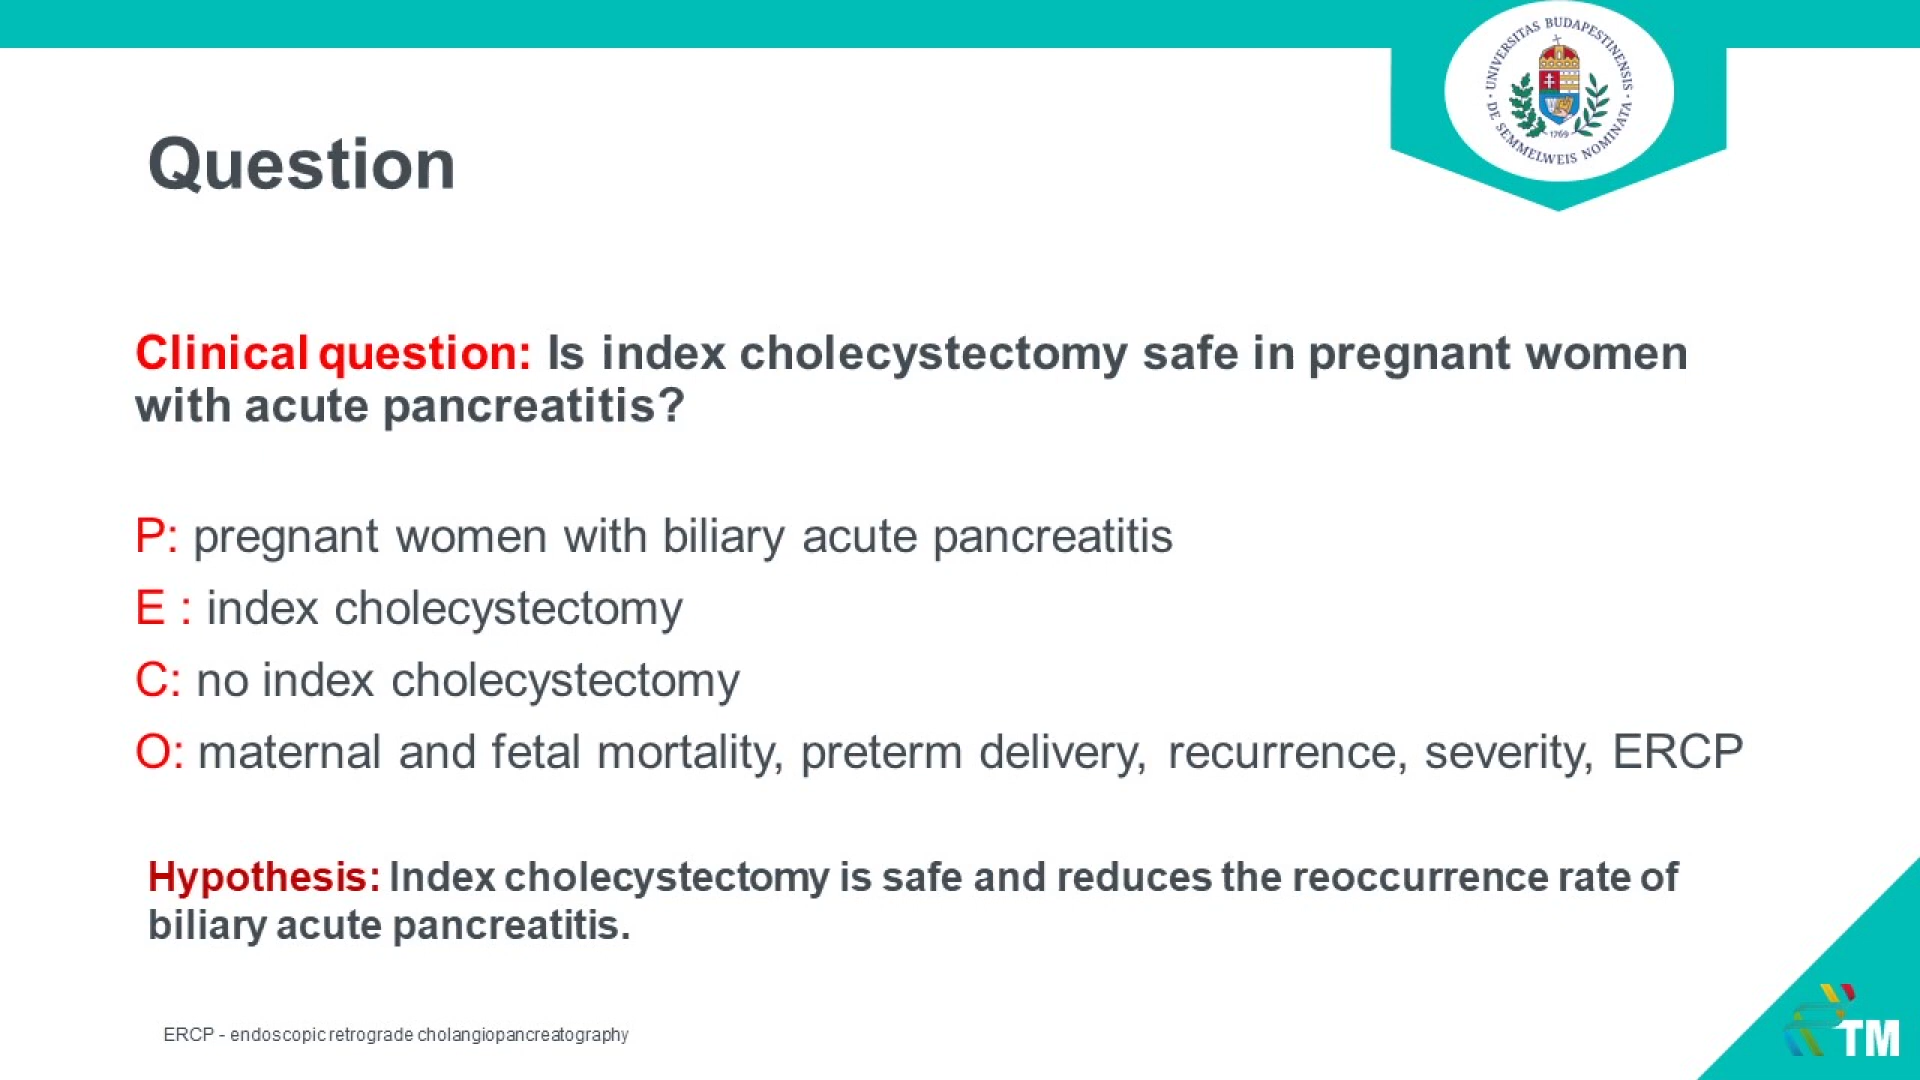 UNIVERSITAS BUDAPESTINENSIS
DE SEMMELWEIS NOMINATA
1769
Question
Clinical question: Is index cholecystectomy safe in pregnant women
with acute pancreatitis?
P: pregnant women with biliary acute pancreatitis
E : index cholecystectomy
C: no index cholecystectomy
O: maternal and fetal mortality, preterm delivery, recurrence, severity, ERCP
Hypothesis: Index cholecystectomy is safe and reduces the reoccurrence rate of
biliary acute pancreatitis.
ERCP - endoscopic retrograde cholangiopancreatography
TM